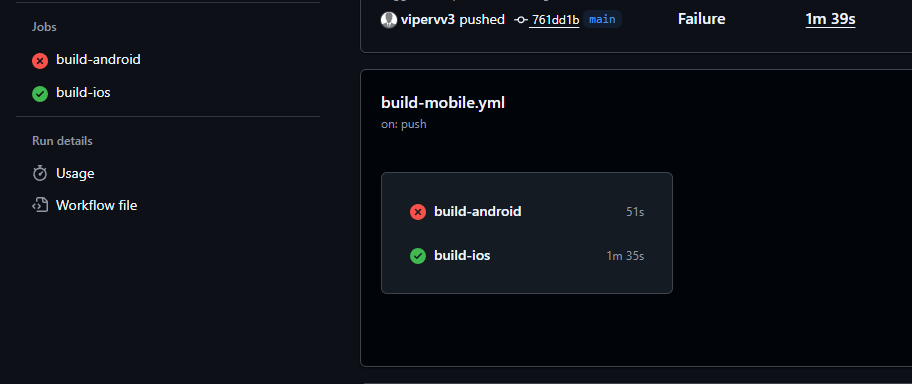 Jobs
build-android
build-ios
Run details
Usage
Workflow file
vipervv3 pushed 761dd1b main
Failure
1m 39s
build-mobile.yml
on: push
build-android 51s
build-ios 1m 35s